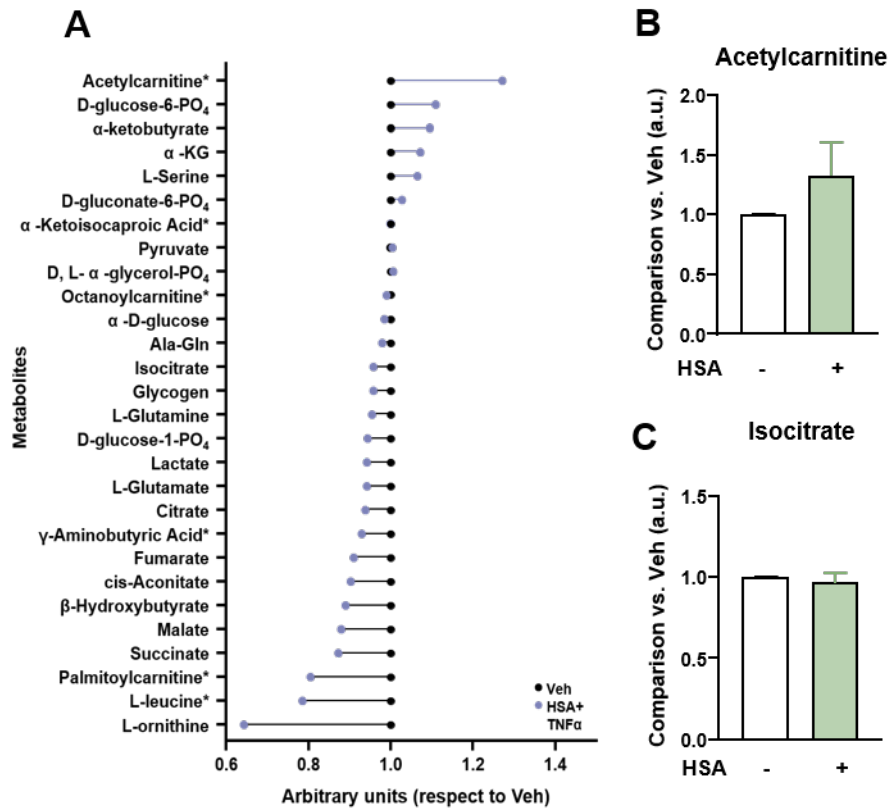 A
Metabolites
Acetylcarnitine*
D-glucose-6-PO₄
α-ketobutyrate
α -KG
L-Serine
D-gluconate-6-PO₄
α -Ketoisocaproic Acid*
Pyruvate
D, L- α -glycerol-PO₄
Octanoylcarnitine*
α -D-glucose
Ala-Gln
Isocitrate
Glycogen
L-Glutamine
D-glucose-1-PO₄
Lactate
L-Glutamate
Citrate
γ-Aminobutyric Acid*
Fumarate
cis-Aconitate
β-Hydroxybutyrate
Malate
Succinate
Palmitoylcarnitine*
L-leucine*
L-ornithine
Veh
HSA+
TNFα
0.6 0.8 1.0 1.2 1.4
Arbitrary units (respect to Veh)
B
Acetylcarnitine
Comparison vs. Veh (a.u.)
2.0
1.5
1.0
0.5
0.0
HSA - +
C
Isocitrate
Comparison vs. Veh (a.u.)
1.5
1.0
0.5
0.0
HSA - +